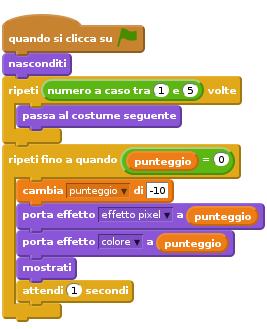 quando si clicca su
nasconditi
ripeti numero a caso tra 1 e 5 volte
passa al costume seguente
ripeti fino a quando punteggio = 0
cambia punteggio di -10
porta effetto effetto pixel a punteggio
porta effetto colore a punteggio
mostrati
attendi 1 secondi